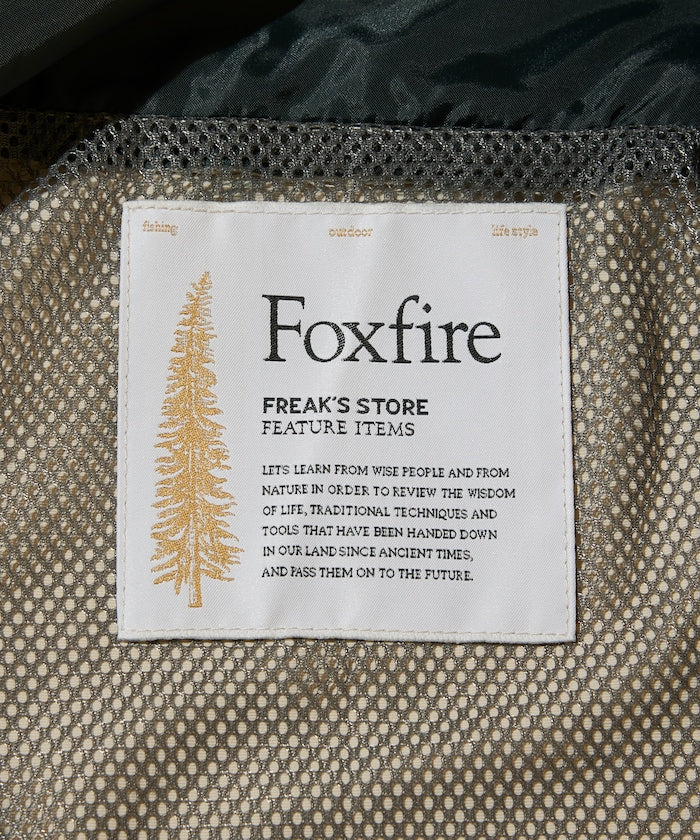 fishing outdoor life style
Foxfire
FREAK'S STORE
FEATURE ITEMS
LET'S LEARN FROM WISE PEOPLE AND FROM
NATURE IN ORDER TO REVIEW THE WISDOM
OF LIFE, TRADITIONAL TECHNIQUES AND
TOOLS THAT HAVE BEEN HANDED DOWN
IN OUR LAND SINCE ANCIENT TIMES,
AND PASS THEM ON TO THE FUTURE.